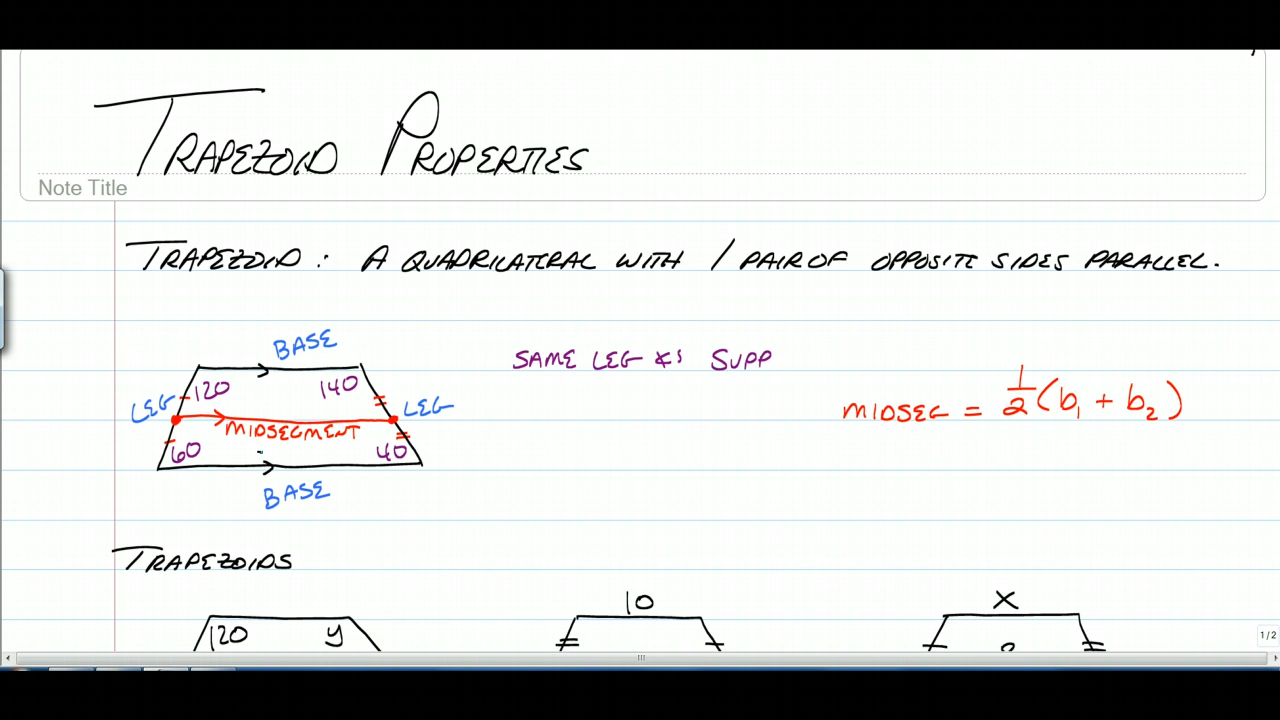 TRAPEZOID PROPERTIES
Note Title
TRAPEZOID : A QUADRILATERAL WITH 1 PAIR OF OPPOSITE SIDES PARALLEL.
BASE
SAME LEG ∡'s SUPP
120 140
LEG LEG
MIDSEG = 1/2 (b₁ + b₂)
MIDSEGMENT
60 40
BASE
TRAPEZOIDS
10
X
120 y
1/2